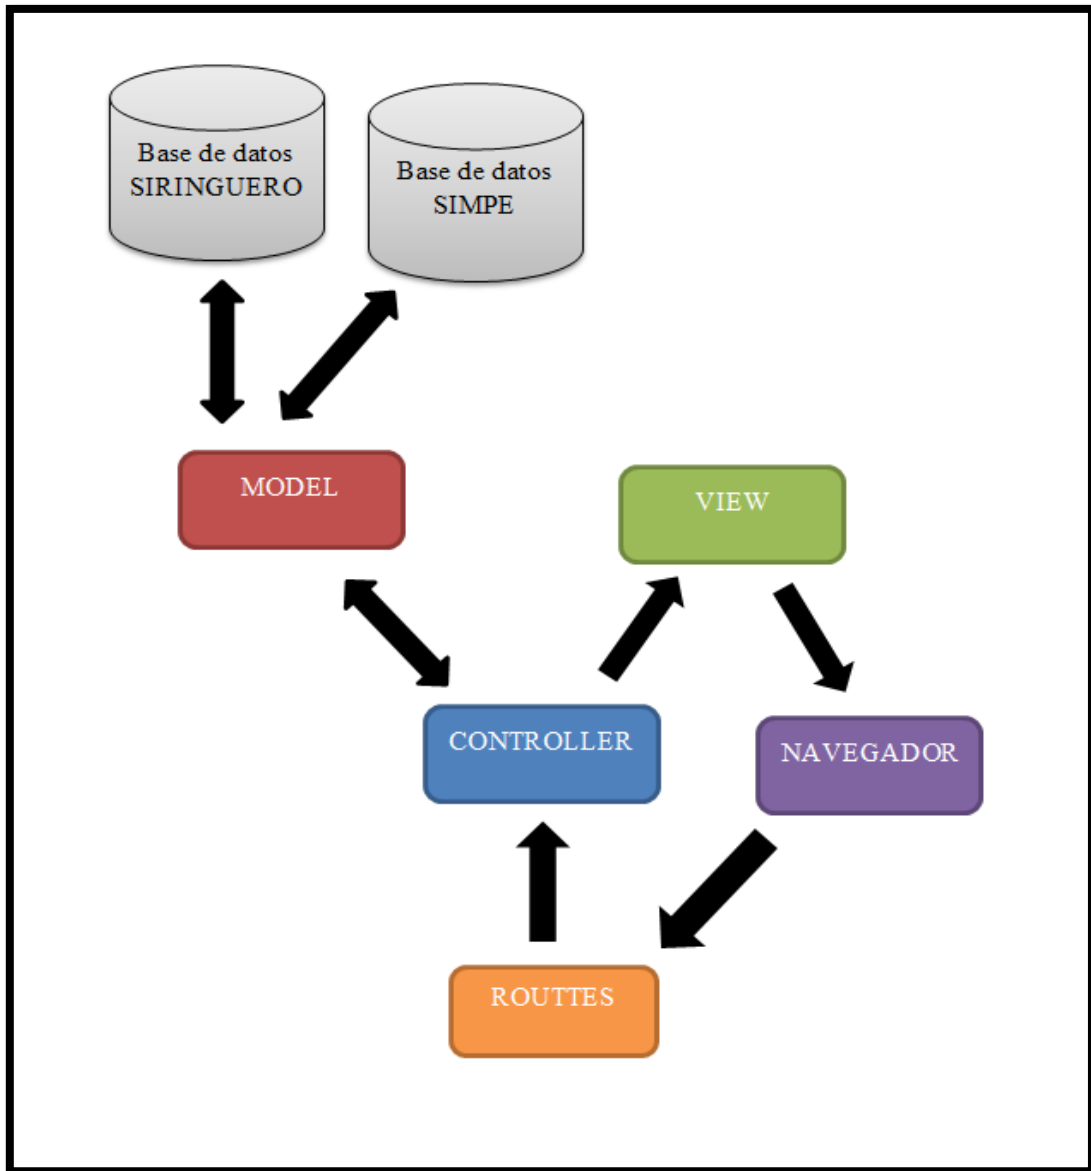 Base de datos
SIRINGUERO
Base de datos
SIMPE
MODEL
VIEW
CONTROLLER
NAVEGADOR
ROUTTES